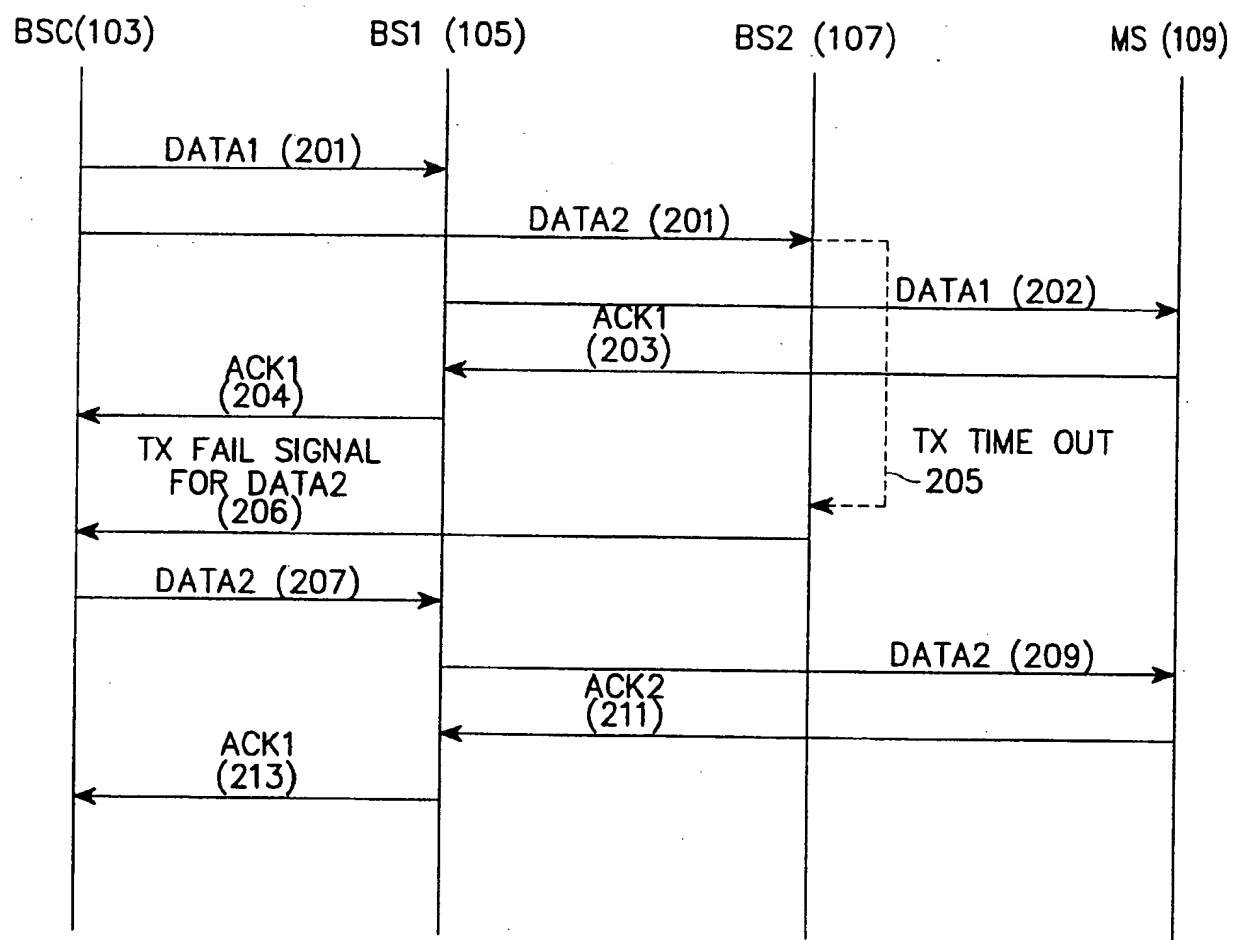 BSC(103)
BS1 (105)
BS2 (107)
MS (109)
DATA1 (201)
DATA2 (201)
DATA1 (202)
ACK1
(203)
ACK1
(204)
TX FAIL SIGNAL
FOR DATA2
(206)
TX TIME OUT
205
DATA2 (207)
DATA2 (209)
ACK2
(211)
ACK1
(213)